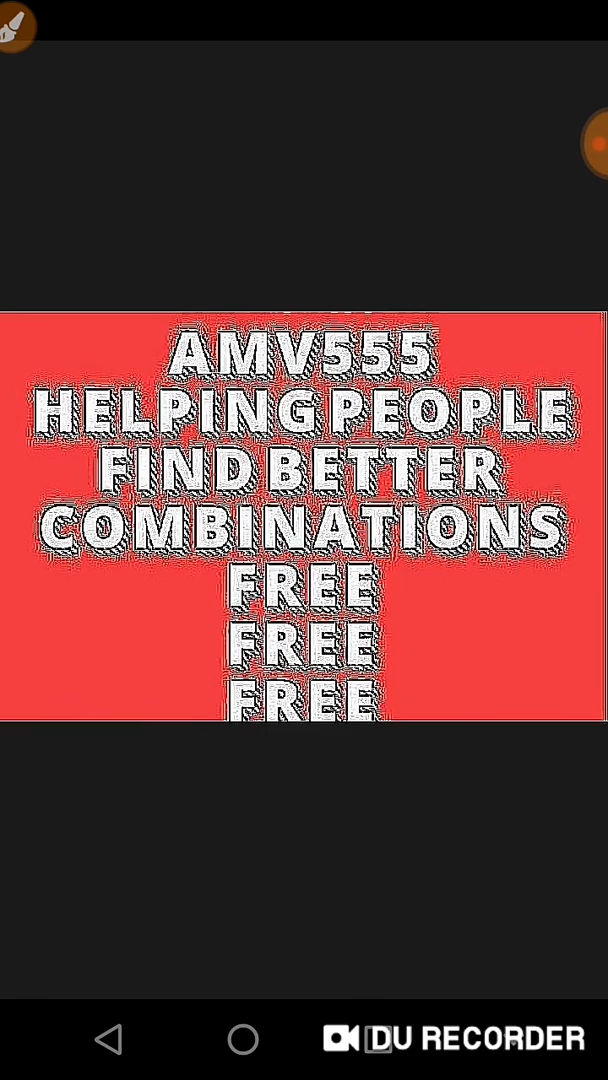 AMV555
HELPING PEOPLE
FIND BETTER
COMBINATIONS
FREE
FREE
FREE
DU RECORDER